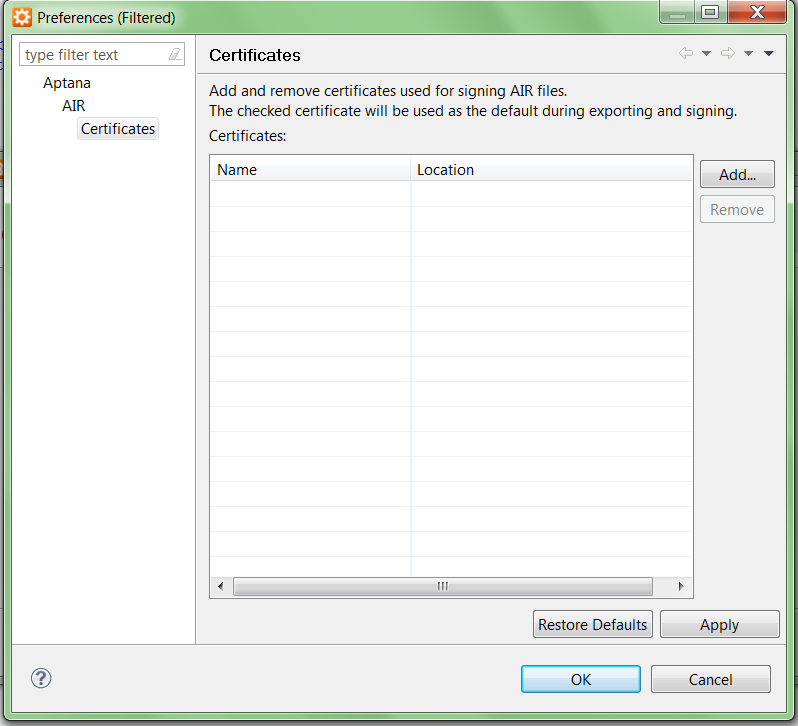 Preferences (Filtered)
type filter text
Aptana
AIR
Certificates
Certificates
Add and remove certificates used for signing AIR files.
The checked certificate will be used as the default during exporting and signing.
Certificates:
Name Location
Add...
Remove
Restore Defaults Apply
? OK Cancel